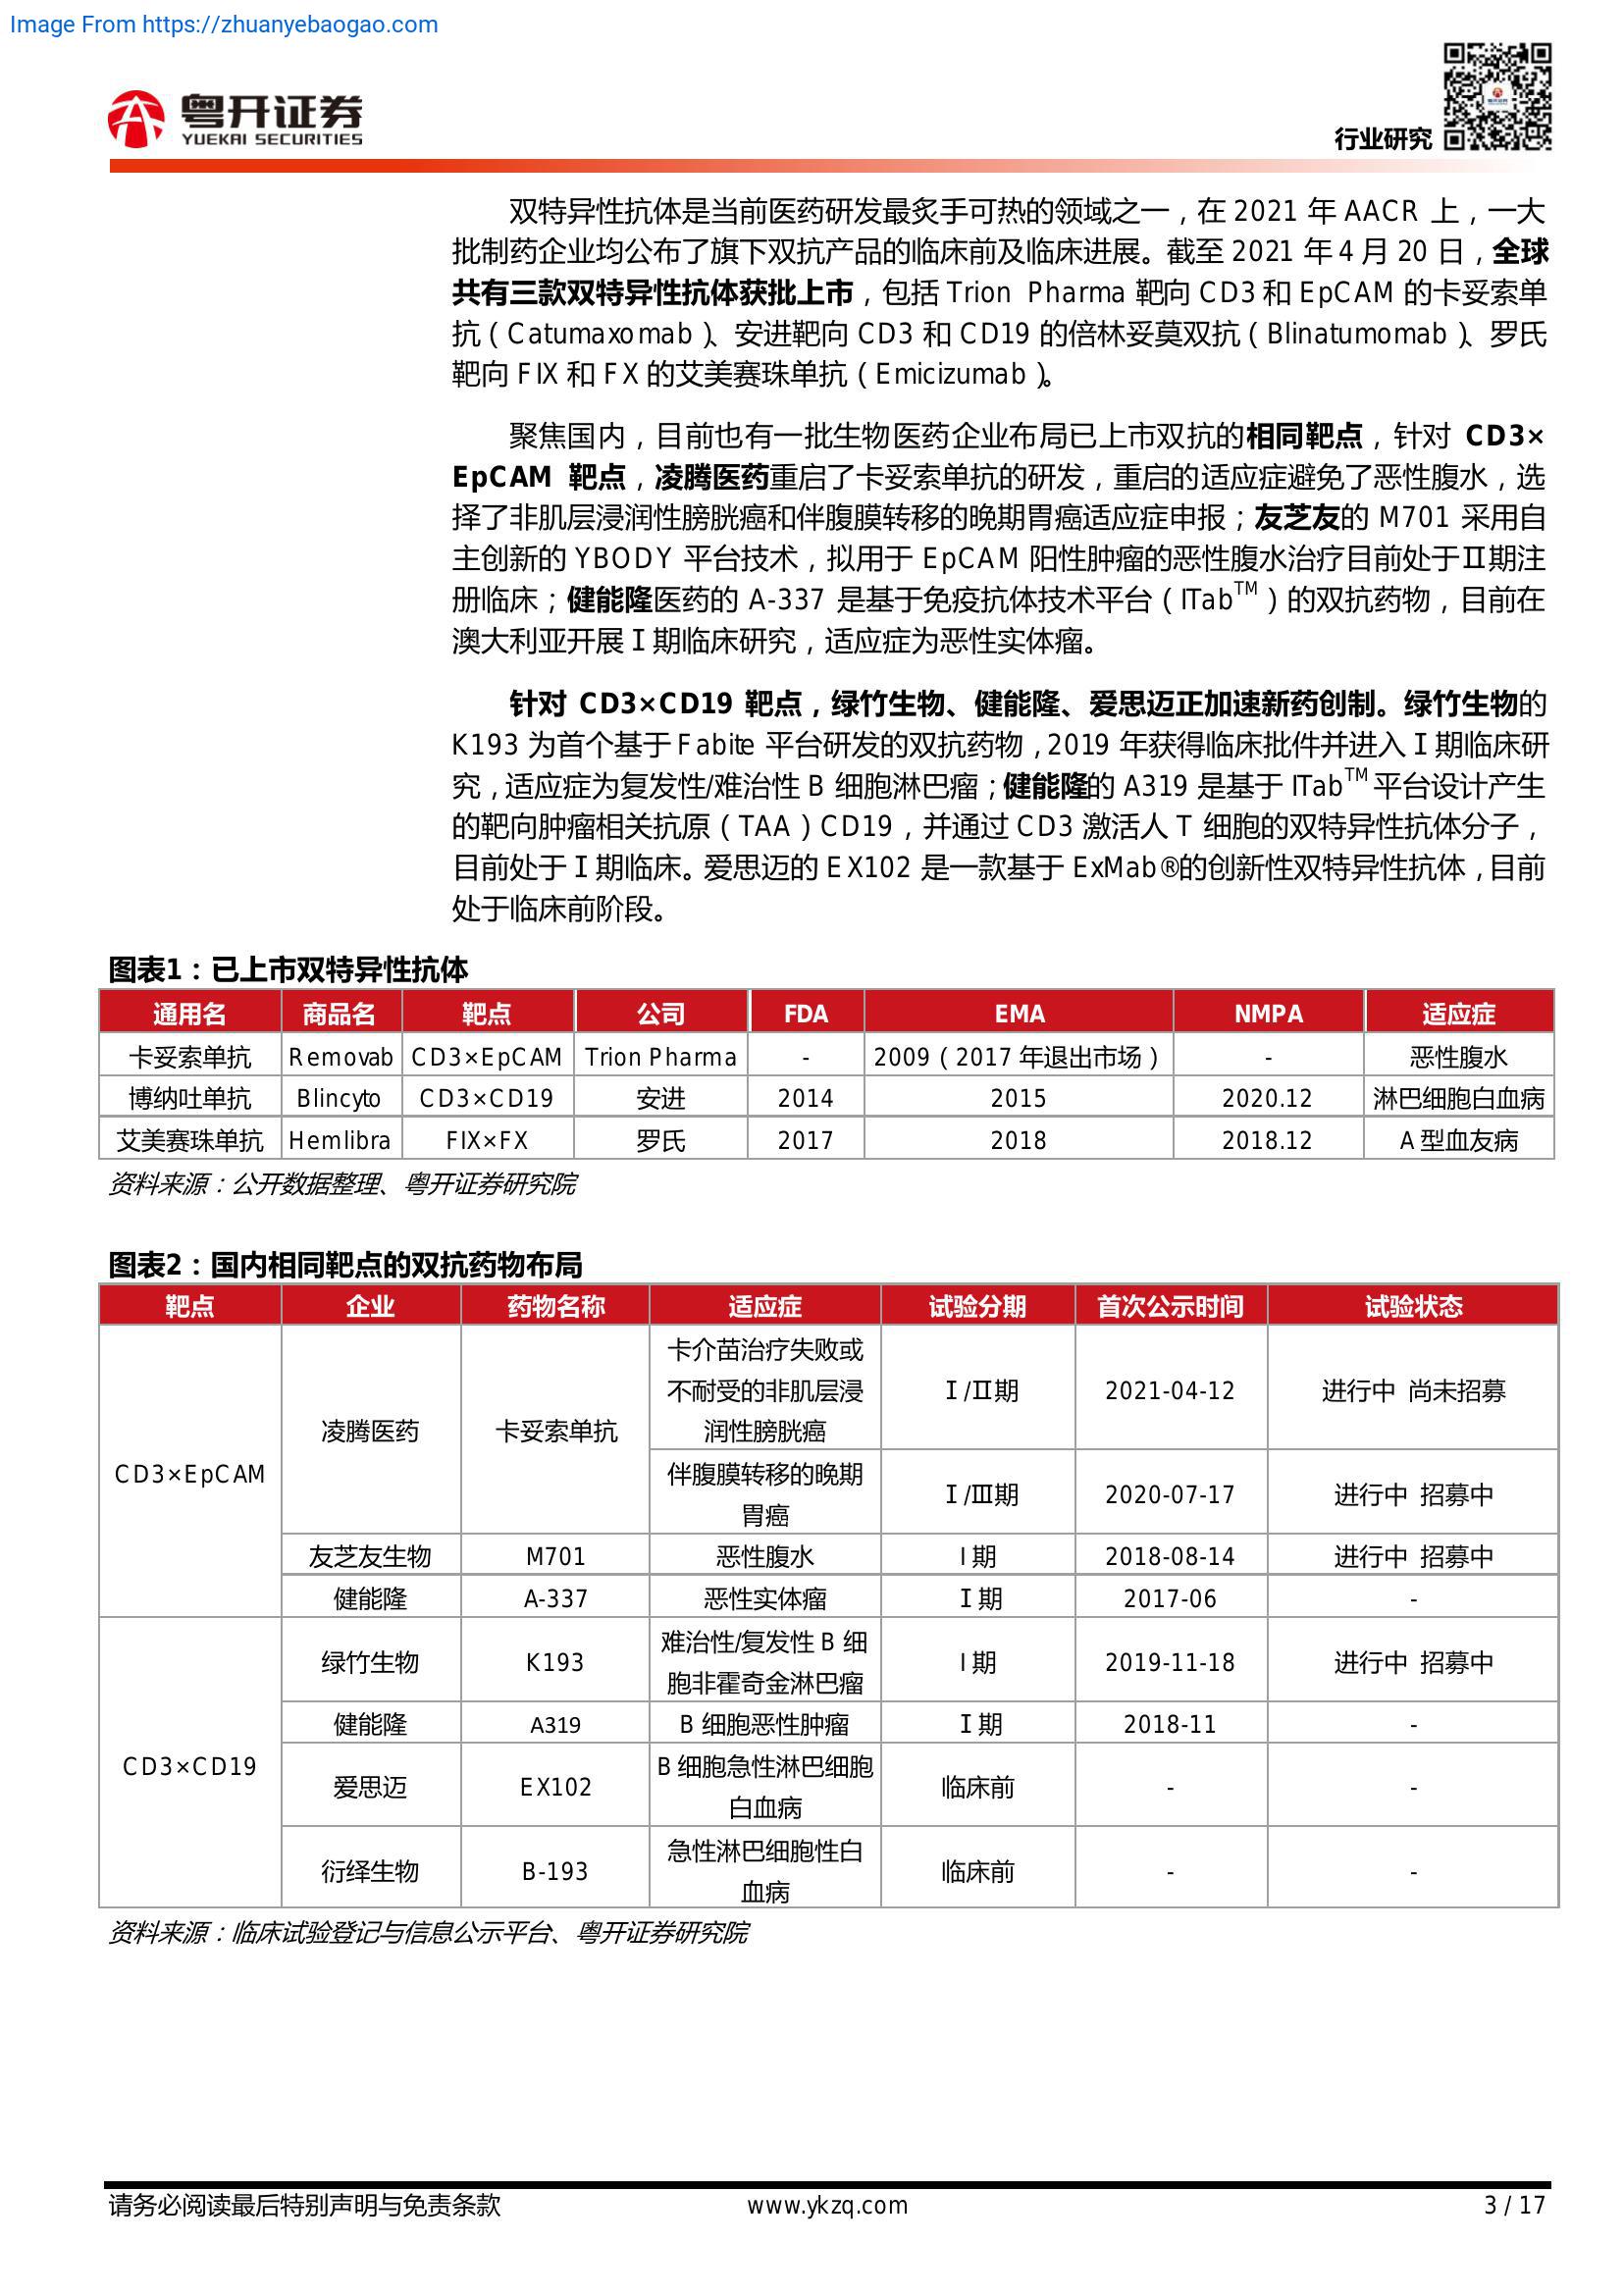 Image From https://zhuanyebaogao.com
粤开证券
YUEKAI SECURITIES
行业研究
双特异性抗体是当前医药研发最炙手可热的领域之一，在 2021 年 AACR 上，一大
批制药企业均公布了旗下双抗产品的临床前及临床进展。截至 2021 年 4 月 20 日，全球
共有三款双特异性抗体获批上市，包括 Trion Pharma 靶向 CD3 和 EpCAM 的卡妥索单
抗（Catumaxomab）、安进靶向 CD3 和 CD19 的倍林妥莫双抗（Blinatumomab）、罗氏
靶向 FIX 和 FX 的艾美赛珠单抗（Emicizumab）。
聚焦国内，目前也有一批生物医药企业布局已上市双抗的相同靶点，针对 CD3×
EpCAM 靶点，凌腾医药重启了卡妥索单抗的研发，重启的适应症避免了恶性腹水，选
择了非肌层浸润性膀胱癌和伴腹膜转移的晚期胃癌适应症申报；友芝友的 M701 采用自
主创新的 YBODY 平台技术，拟用于 EpCAM 阳性肿瘤的恶性腹水治疗目前处于Ⅱ期注
册临床；健能隆医药的 A-337 是基于免疫抗体技术平台（ITab™）的双抗药物，目前在
澳大利亚开展Ⅰ期临床研究，适应症为恶性实体瘤。
针对 CD3×CD19 靶点，绿竹生物、健能隆、爱思迈正加速新药创制。绿竹生物的
K193 为首个基于 Fabite 平台研发的双抗药物，2019 年获得临床批件并进入Ⅰ期临床研
究，适应症为复发性/难治性 B 细胞淋巴瘤；健能隆的 A319 是基于 ITab™平台设计产生
的靶向肿瘤相关抗原（TAA）CD19，并通过 CD3 激活人 T 细胞的双特异性抗体分子，
目前处于Ⅰ期临床。爱思迈的 EX102 是一款基于 ExMab®的创新性双特异性抗体，目前
处于临床前阶段。
图表1：已上市双特异性抗体
通用名 商品名 靶点 公司 FDA EMA NMPA 适应症
卡妥索单抗 Removab CD3×EpCAM Trion Pharma - 2009（2017 年退出市场） - 恶性腹水
博纳吐单抗 Blincyto CD3×CD19 安进 2014 2015 2020.12 淋巴细胞白血病
艾美赛珠单抗 Hemlibra FIX×FX 罗氏 2017 2018 2018.12 A 型血友病
资料来源：公开数据整理、粤开证券研究院
图表2：国内相同靶点的双抗药物布局
靶点 企业 药物名称 适应症 试验分期 首次公示时间 试验状态
CD3×EpCAM
凌腾医药 卡妥索单抗
卡介苗治疗失败或
不耐受的非肌层浸
润性膀胱癌
Ⅰ/Ⅱ期 2021-04-12 进行中 尚未招募
伴腹膜转移的晚期
胃癌
Ⅰ/Ⅲ期 2020-07-17 进行中 招募中
友芝友生物 M701 恶性腹水 I 期 2018-08-14 进行中 招募中
健能隆 A-337 恶性实体瘤 Ⅰ期 2017-06 -
CD3×CD19
绿竹生物 K193
难治性/复发性 B 细
胞非霍奇金淋巴瘤
I 期 2019-11-18 进行中 招募中
健能隆 A319 B 细胞恶性肿瘤 Ⅰ期 2018-11 -
爱思迈 EX102
B 细胞急性淋巴细胞
白血病
临床前 - -
衍绎生物 B-193
急性淋巴细胞性白
血病
临床前 - -
资料来源：临床试验登记与信息公示平台、粤开证券研究院
请务必阅读最后特别声明与免责条款 www.ykzq.com 3 / 17